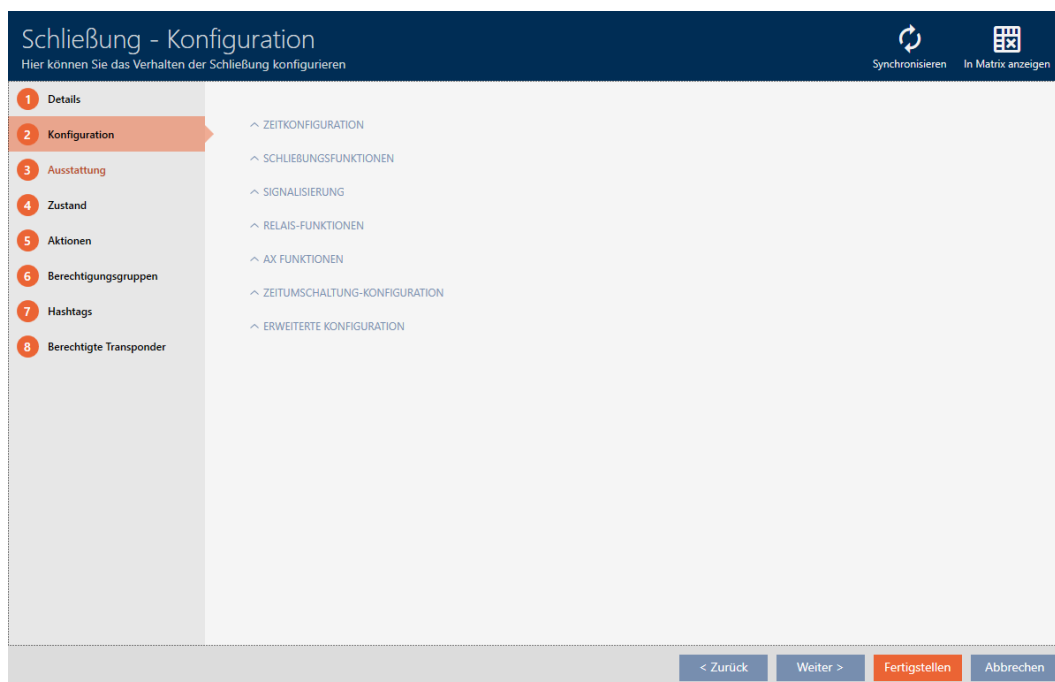 Schließung - Konfiguration
Hier können Sie das Verhalten der Schließung konfigurieren
Synchronisieren
In Matrix anzeigen
1 Details
2 Konfiguration
3 Ausstattung
4 Zustand
5 Aktionen
6 Berechtigungsgruppen
7 Hashtags
8 Berechtigte Transponder
ZEITKONFIGURATION
SCHLIEßUNGSFUNKTIONEN
SIGNALISIERUNG
RELAIS-FUNKTIONEN
AX FUNKTIONEN
ZEITUMSCHALTUNG-KONFIGURATION
ERWEITERTE KONFIGURATION
< Zurück
Weiter >
Fertigstellen
Abbrechen